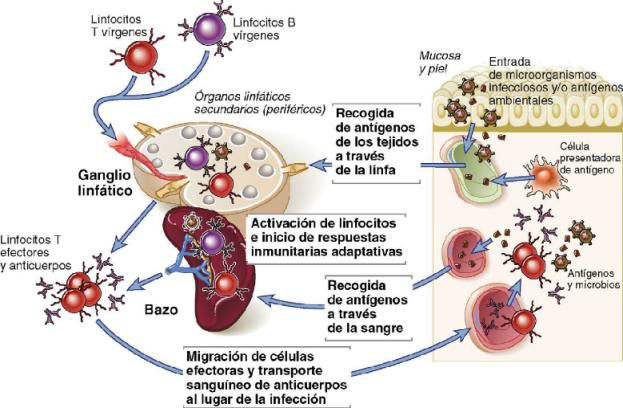 Linfocitos
T vírgenes
Linfocitos B
vírgenes
Mucosa
y piel
Entrada
de microorganismos
infecciosos y/o antígenos
ambientales
Órganos linfáticos
secundarios (periféricos)
Recogida
de antígenos
de los tejidos
a través
de la linfa
Célula
presentadora
de antígeno
Ganglio
linfático
Linfocitos T
efectores
y anticuerpos
Activación de linfocitos
e inicio de respuestas
inmunitarias adaptativas
Antígenos
y microbios
Bazo
Recogida
de antígenos
a través
de la sangre
Migración de células
efectoras y transporte
sanguíneo de anticuerpos
al lugar de la infección